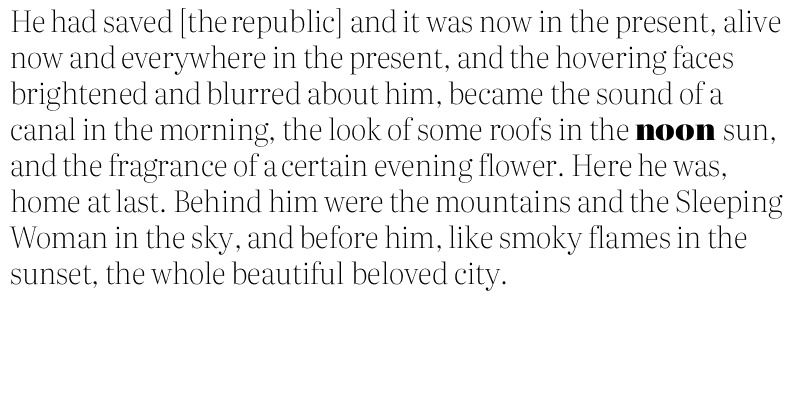 He had saved [the republic] and it was now in the present, alive
now and everywhere in the present, and the hovering faces
brightened and blurred about him, became the sound of a
canal in the morning, the look of some roofs in the noon sun,
and the fragrance of a certain evening flower. Here he was,
home at last. Behind him were the mountains and the Sleeping
Woman in the sky, and before him, like smoky flames in the
sunset, the whole beautiful beloved city.